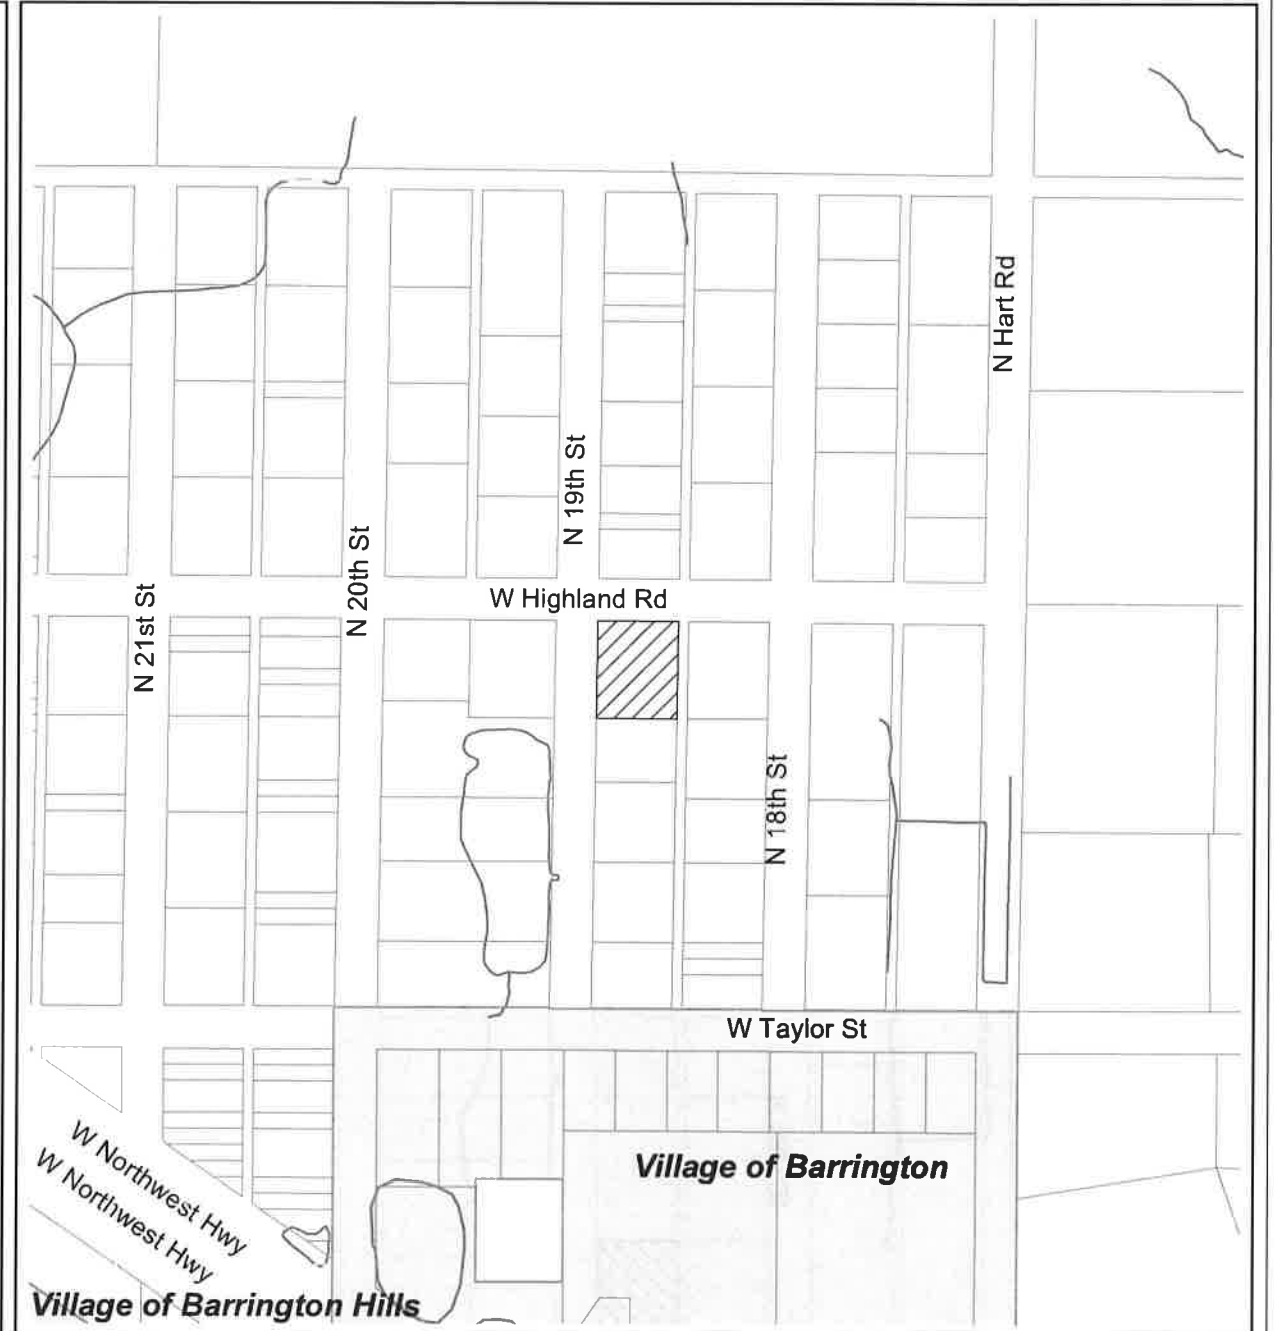 N Hart Rd
N 19th St
N 20th St
W Highland Rd
N 21st St
N 18th St
W Taylor St
W Northwest Hwy
W Northwest Hwy
Village of Barrington
Village of Barrington Hills